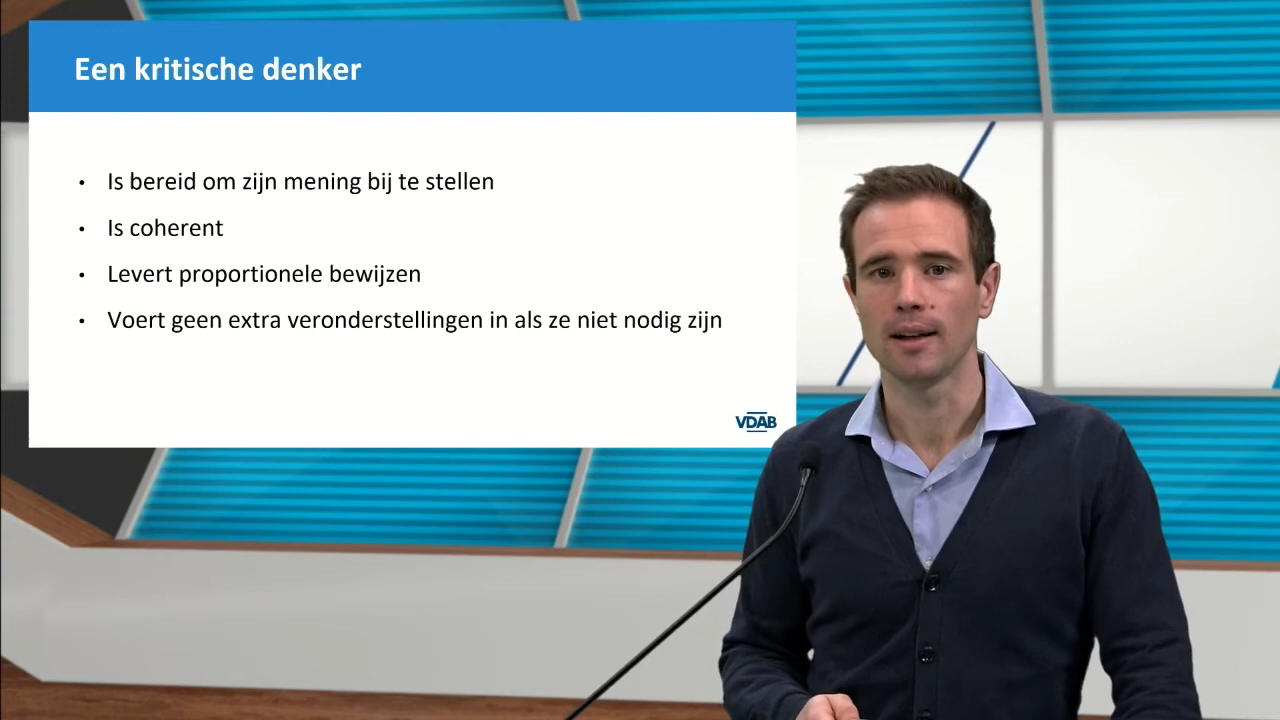 Een kritische denker
• Is bereid om zijn mening bij te stellen
• Is coherent
• Levert proportionele bewijzen
• Voert geen extra veronderstellingen in als ze niet nodig zijn
VDAB